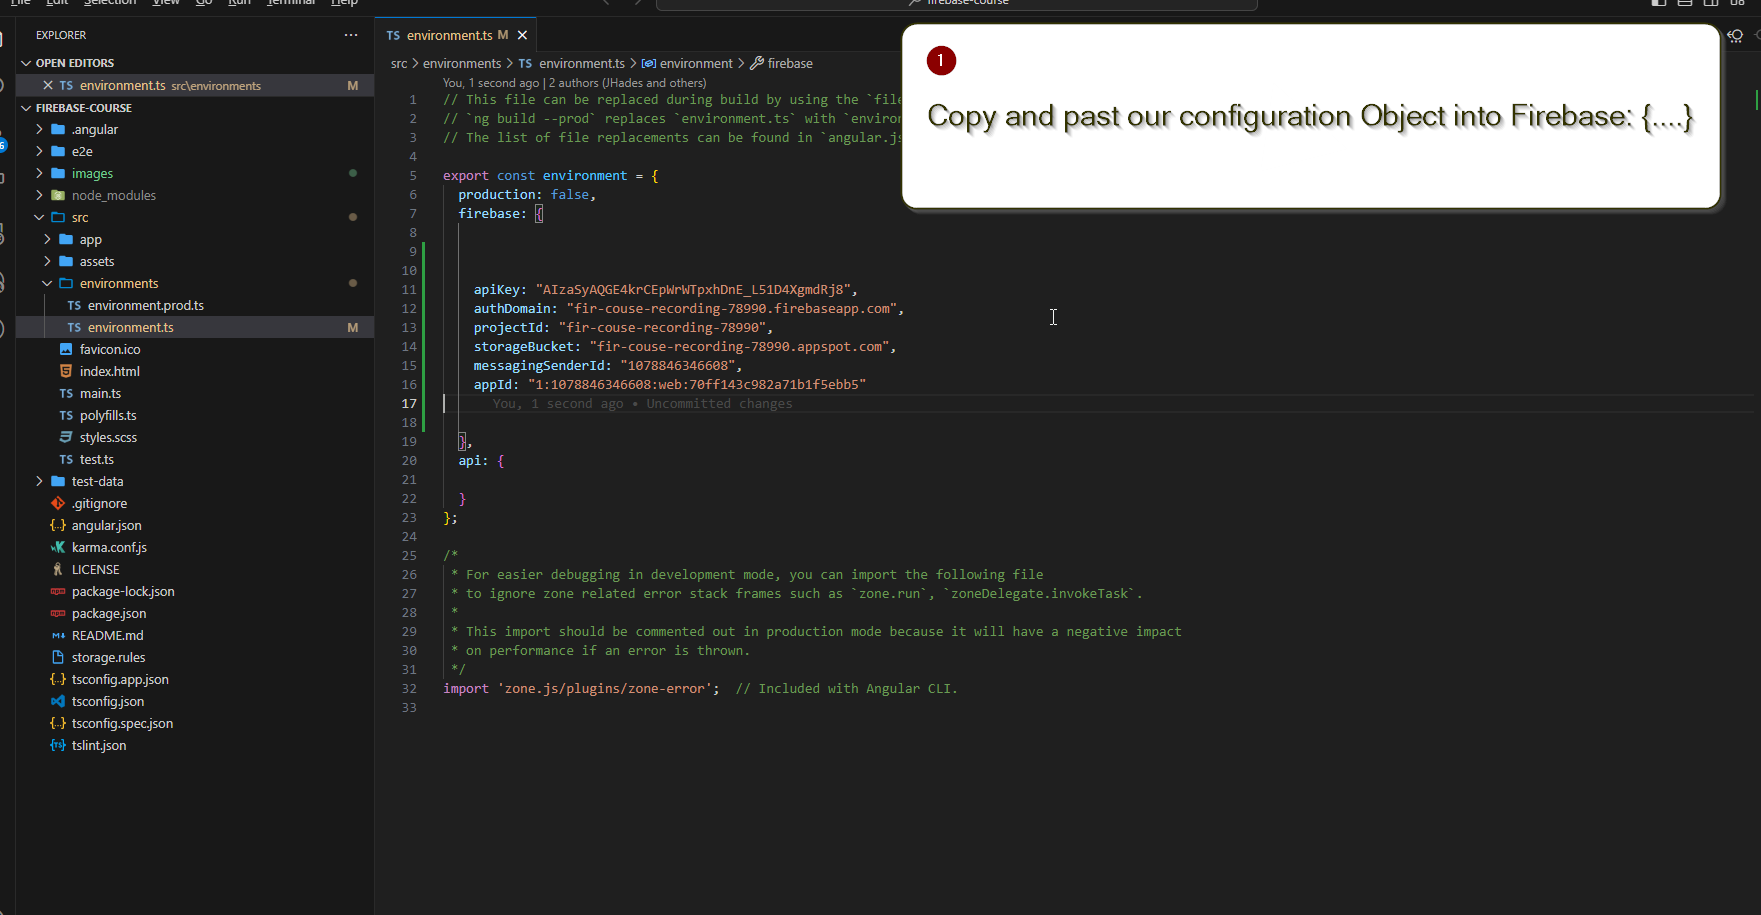 File Edit Selection View Go Run Terminal Help
firebase-course
EXPLORER
OPEN EDITORS
environment.ts src\environments M
FIREBASE-COURSE
.angular
e2e
images
node_modules
src
app
assets
environments
TS environment.prod.ts
TS environment.ts M
favicon.ico
index.html
TS main.ts
TS polyfills.ts
styles.scss
TS test.ts
test-data
.gitignore
angular.json
karma.conf.js
LICENSE
package-lock.json
package.json
README.md
storage.rules
tsconfig.app.json
tsconfig.json
tsconfig.spec.json
tslint.json
TS environment.ts M
src > environments > TS environment.ts > environment > firebase
You, 1 second ago | 2 authors (JHades and others)
1 // This file can be replaced during build by using the `file
2 // `ng build --prod` replaces `environment.ts` with `environ
3 // The list of file replacements can be found in `angular.js
4
5 export const environment = {
6 production: false,
7 firebase: {
8
9
10
11 apiKey: "AIzaSyAQGE4krCEpWrWTpxhDnE_L51D4XgmdRj8",
12 authDomain: "fir-couse-recording-78990.firebaseapp.com",
13 projectId: "fir-couse-recording-78990",
14 storageBucket: "fir-couse-recording-78990.appspot.com",
15 messagingSenderId: "1078846346608",
16 appId: "1:1078846346608:web:70ff143c982a71b1f5ebb5"
17 You, 1 second ago • Uncommitted changes
18
19 },
20 api: {
21
22 }
23 };
24
25 /*
26 * For easier debugging in development mode, you can import the following file
27 * to ignore zone related error stack frames such as `zone.run`, `zoneDelegate.invokeTask`.
28 *
29 * This import should be commented out in production mode because it will have a negative impact
30 * on performance if an error is thrown.
31 */
32 import 'zone.js/plugins/zone-error'; // Included with Angular CLI.
33
1
Copy and past our configuration Object into Firebase: {....}